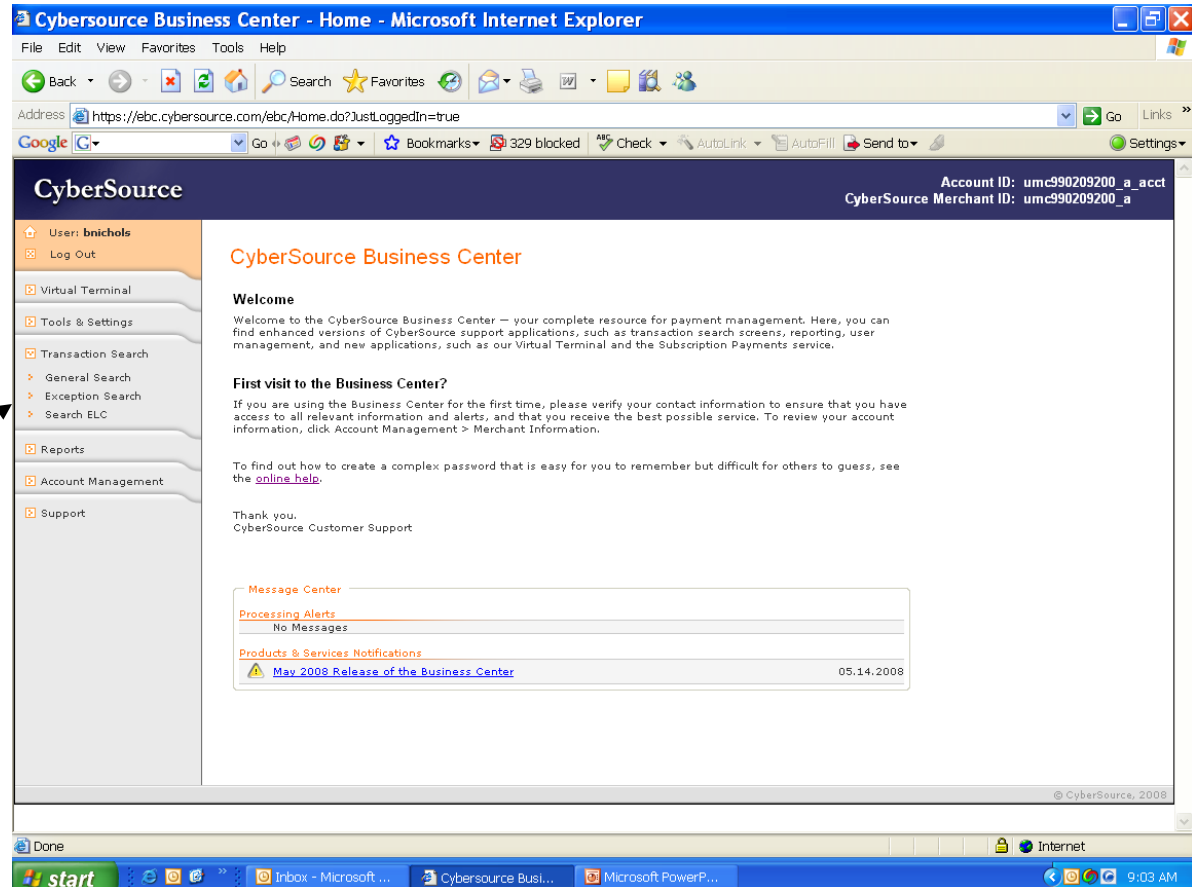 Cybersource Business Center - Home - Microsoft Internet Explorer
File Edit View Favorites Tools Help
Back Search Favorites
Address https://ebc.cybersource.com/ebc/Home.do?JustLoggedIn=true Go Links »
Google G Go Bookmarks 329 blocked ABC Check AutoLink AutoFill Send to Settings
CyberSource
Account ID: umc990209200_a_acct
CyberSource Merchant ID: umc990209200_a
User: bnichols
Log Out
Virtual Terminal
Tools & Settings
Transaction Search
General Search
Exception Search
Search ELC
Reports
Account Management
Support
CyberSource Business Center
Welcome
Welcome to the CyberSource Business Center — your complete resource for payment management. Here, you can
find enhanced versions of CyberSource support applications, such as transaction search screens, reporting, user
management, and new applications, such as our Virtual Terminal and the Subscription Payments service.
First visit to the Business Center?
If you are using the Business Center for the first time, please verify your contact information to ensure that you have
access to all relevant information and alerts, and that you receive the best possible service. To review your account
information, click Account Management > Merchant Information.
To find out how to create a complex password that is easy for you to remember but difficult for others to guess, see
the online help.
Thank you.
CyberSource Customer Support
Message Center
Processing Alerts
No Messages
Products & Services Notifications
May 2008 Release of the Business Center 05.14.2008
© CyberSource, 2008
Done Internet
start » Inbox - Microsoft ... Cybersource Busi... Microsoft PowerP... 9:03 AM